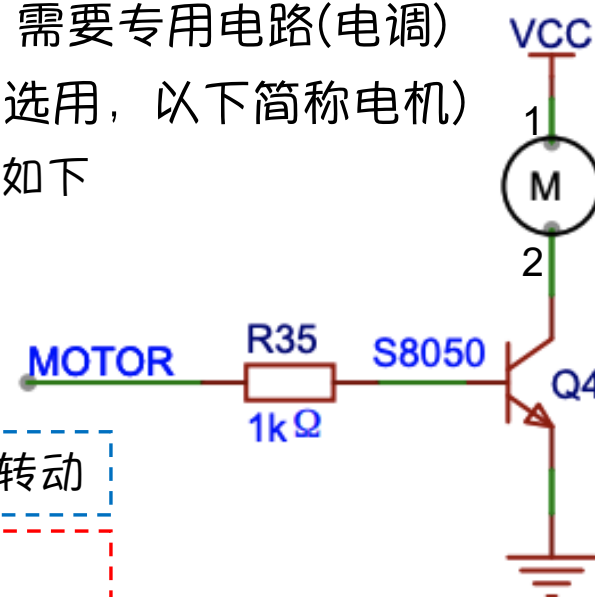 需要专用电路(电调)
选用，以下简称电机)
如下
VCC
1
M
2
R35
MOTOR
S8050
Q4
1kΩ
转动